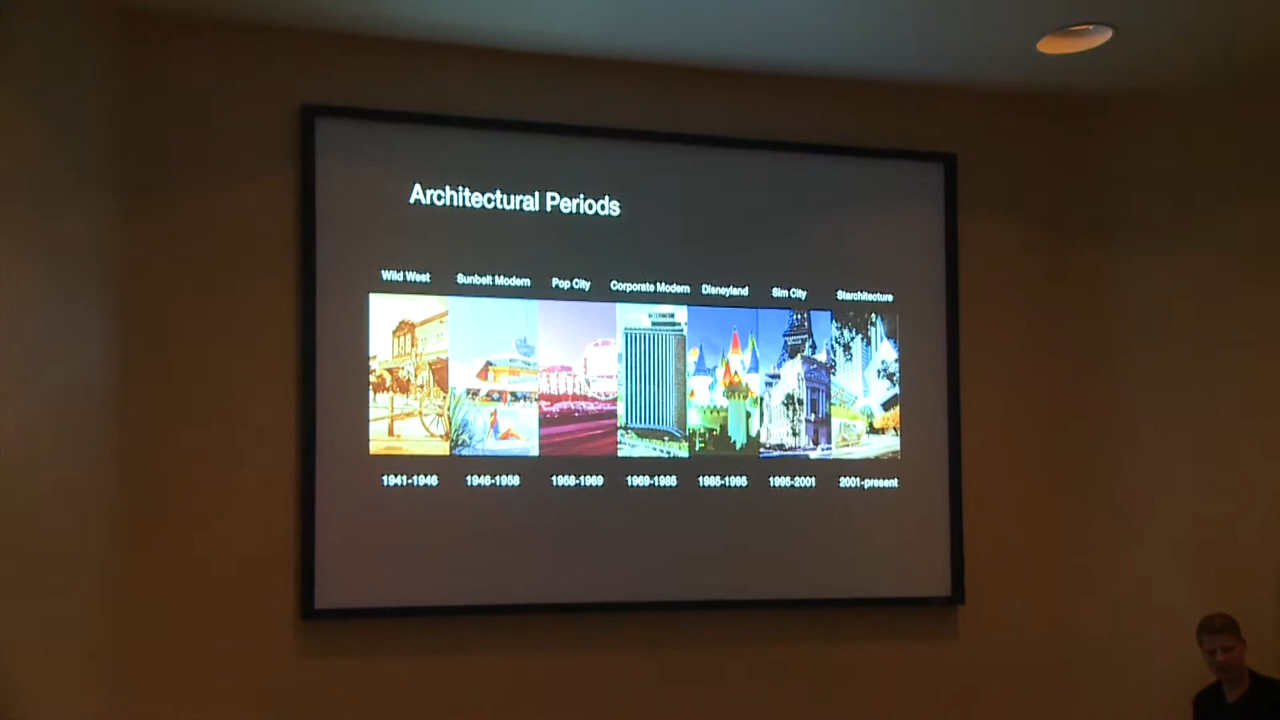 Architectural Periods
Wild West Sunbelt Modern Pop City Corporate Modern Disneyland Sim City Starchitecture
1941-1946 1946-1958 1958-1969 1969-1985 1985-1995 1995-2001 2001-present